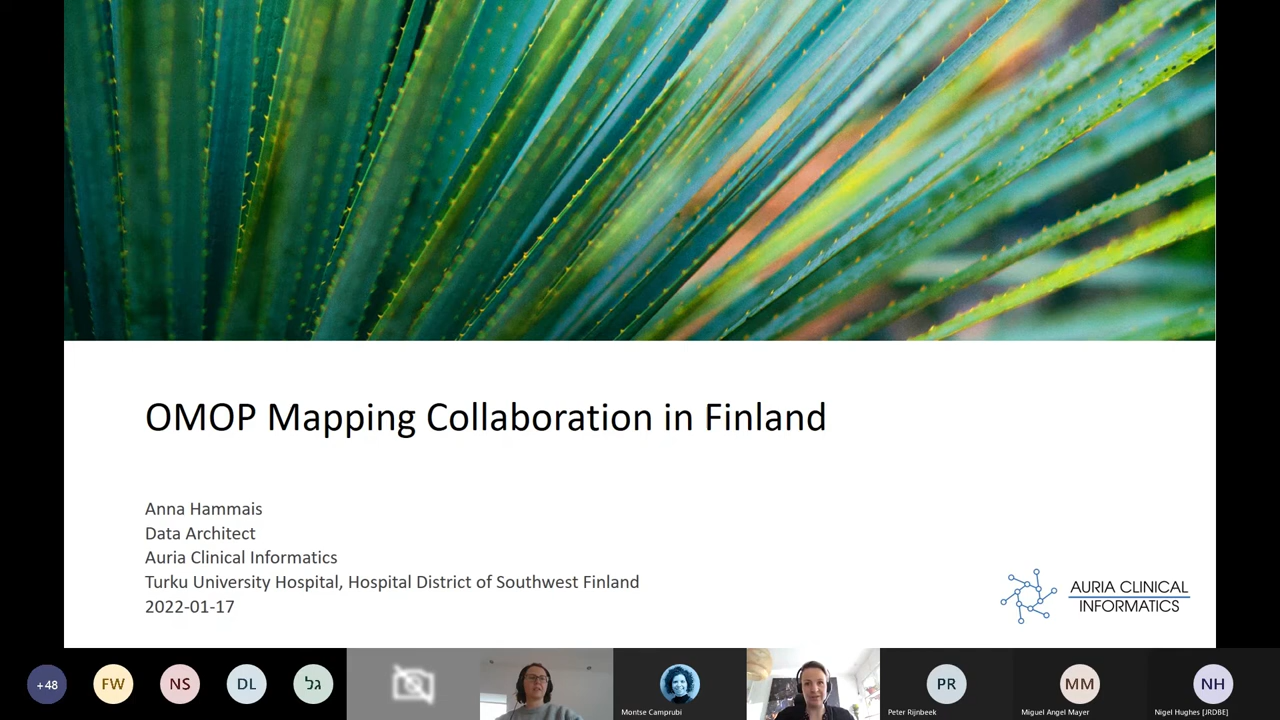 OMOP Mapping Collaboration in Finland
Anna Hammais
Data Architect
Auria Clinical Informatics
Turku University Hospital, Hospital District of Southwest Finland
2022-01-17
AURIA CLINICAL
INFORMATICS
+48
FW
NS
DL
גל
Montse Camprubi
PR
Peter Rijnbeek
MM
Miguel Angel Mayer
NH
Nigel Hughes [JRDBE]